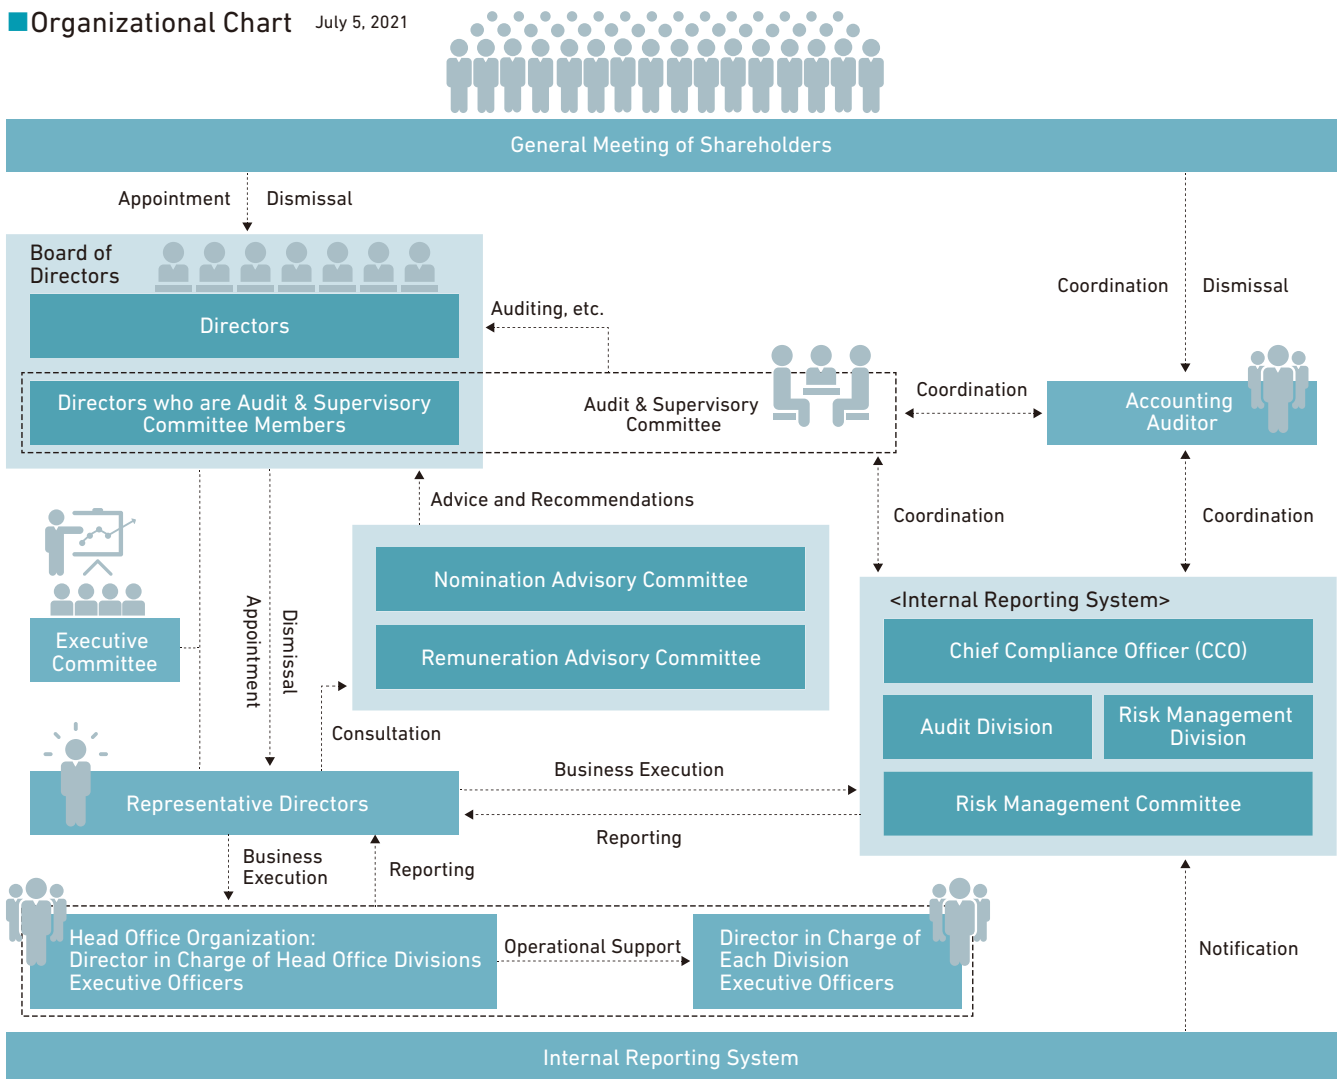 Organizational Chart July 5, 2021
General Meeting of Shareholders
Appointment Dismissal
Board of
Directors
Directors
Auditing, etc.
Coordination Dismissal
Directors who are Audit & Supervisory
Committee Members
Audit & Supervisory
Committee
Coordination
Accounting
Auditor
Advice and Recommendations
Coordination
Coordination
Nomination Advisory Committee
Remuneration Advisory Committee
Executive
Committee
Appointment
Dismissal
Consultation
<Internal Reporting System>
Chief Compliance Officer (CCO)
Audit Division
Risk Management
Division
Risk Management Committee
Representative Directors
Business Execution
Reporting
Business
Execution
Reporting
Head Office Organization:
Director in Charge of Head Office Divisions
Executive Officers
Operational Support
Director in Charge of
Each Division
Executive Officers
Notification
Internal Reporting System